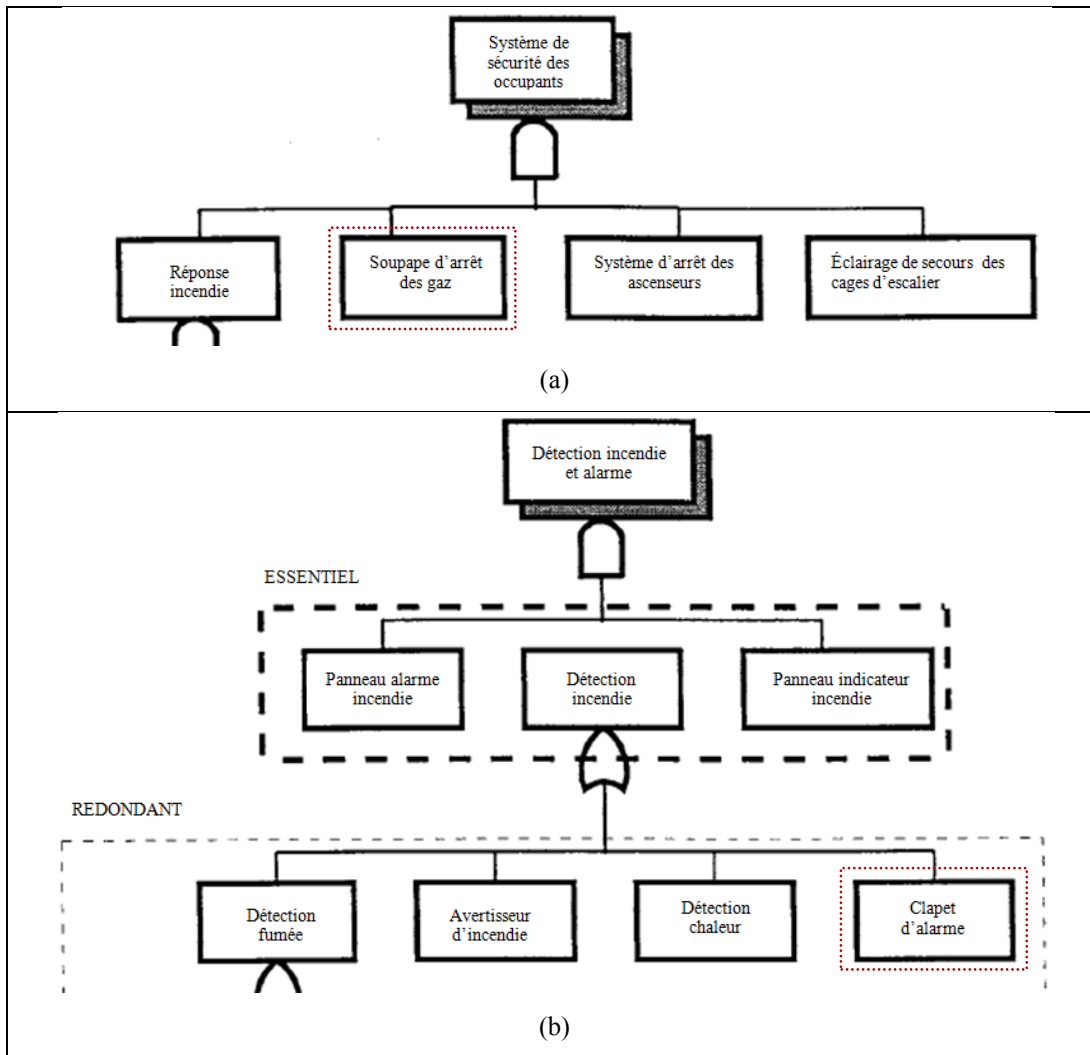 Système de
sécurité des
occupants
Réponse
incendie
Soupape d'arrêt
des gaz
Système d'arrêt des
ascenseurs
Éclairage de secours des
cages d'escalier
(a)
Détection incendie
et alarme
ESSENTIEL
Panneau alarme
incendie
Détection
incendie
Panneau indicateur
incendie
REDONDANT
Détection
fumée
Avertisseur
d'incendie
Détection
chaleur
Clapet
d'alarme
(b)